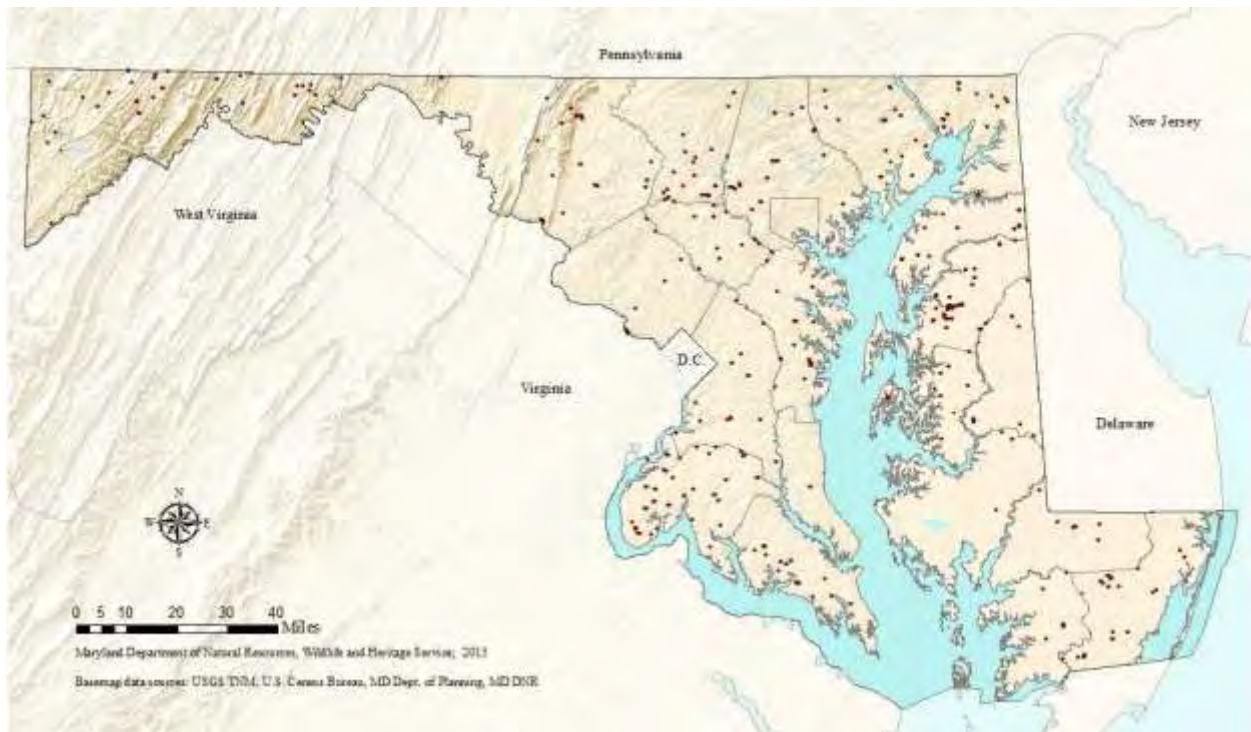 Pennsylvania
New Jersey
West Virginia
D.C.
Virginia
Delaware
N
W E
S
0 5 10 20 30 40
Miles
Maryland Department of Natural Resources, Wildlife and Heritage Service, 2015
Basemap data sources: USGS TNM, U.S. Census Bureau, MD Dept. of Planning, MD DNR